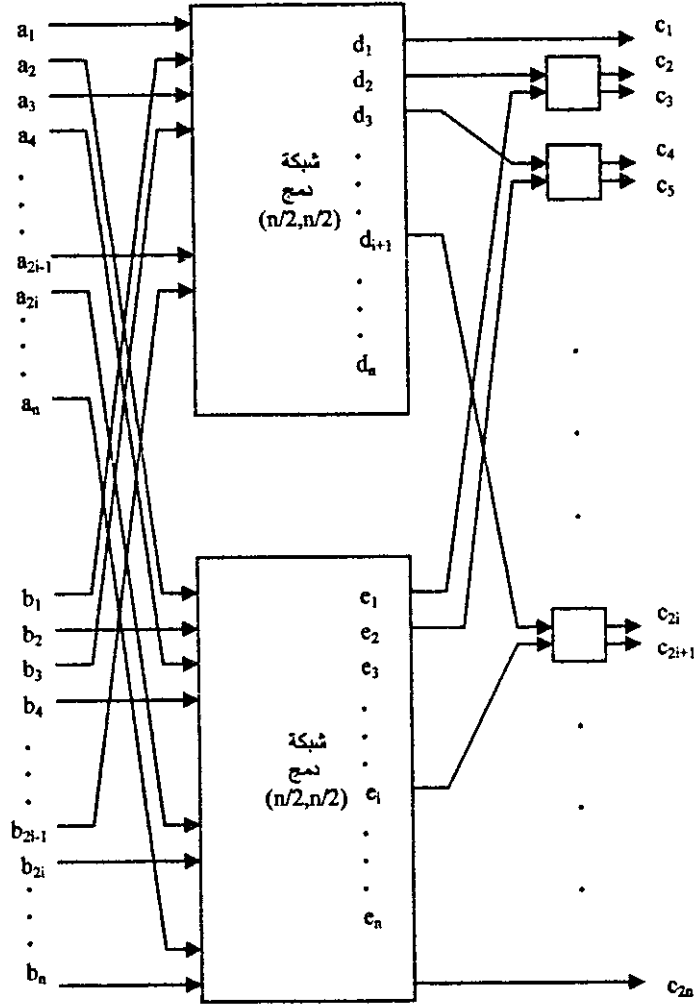 a₁
a₂
a₃
a₄
a₂ᵢ₋₁
a₂ᵢ
aₙ
b₁
b₂
b₃
b₄
b₂ᵢ₋₁
b₂ᵢ
bₙ
d₁
d₂
d₃
شبكة
دمج
(n/2,n/2)
dᵢ₊₁
dₙ
e₁
e₂
e₃
شبكة
دمج
(n/2,n/2)
eᵢ
eₙ
c₁
c₂
c₃
c₄
c₅
c₂ᵢ
c₂ᵢ₊₁
c₂ₙ